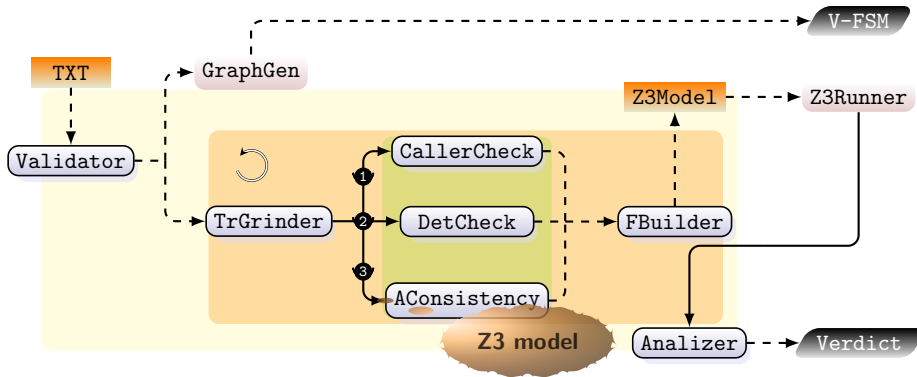 V-FSM
TXT
GraphGen
Z3Model
Z3Runner
Validator
CallerCheck
1
TrGrinder
2
DetCheck
FBuilder
3
AConsistency
Z3 model
Analizer
Verdict